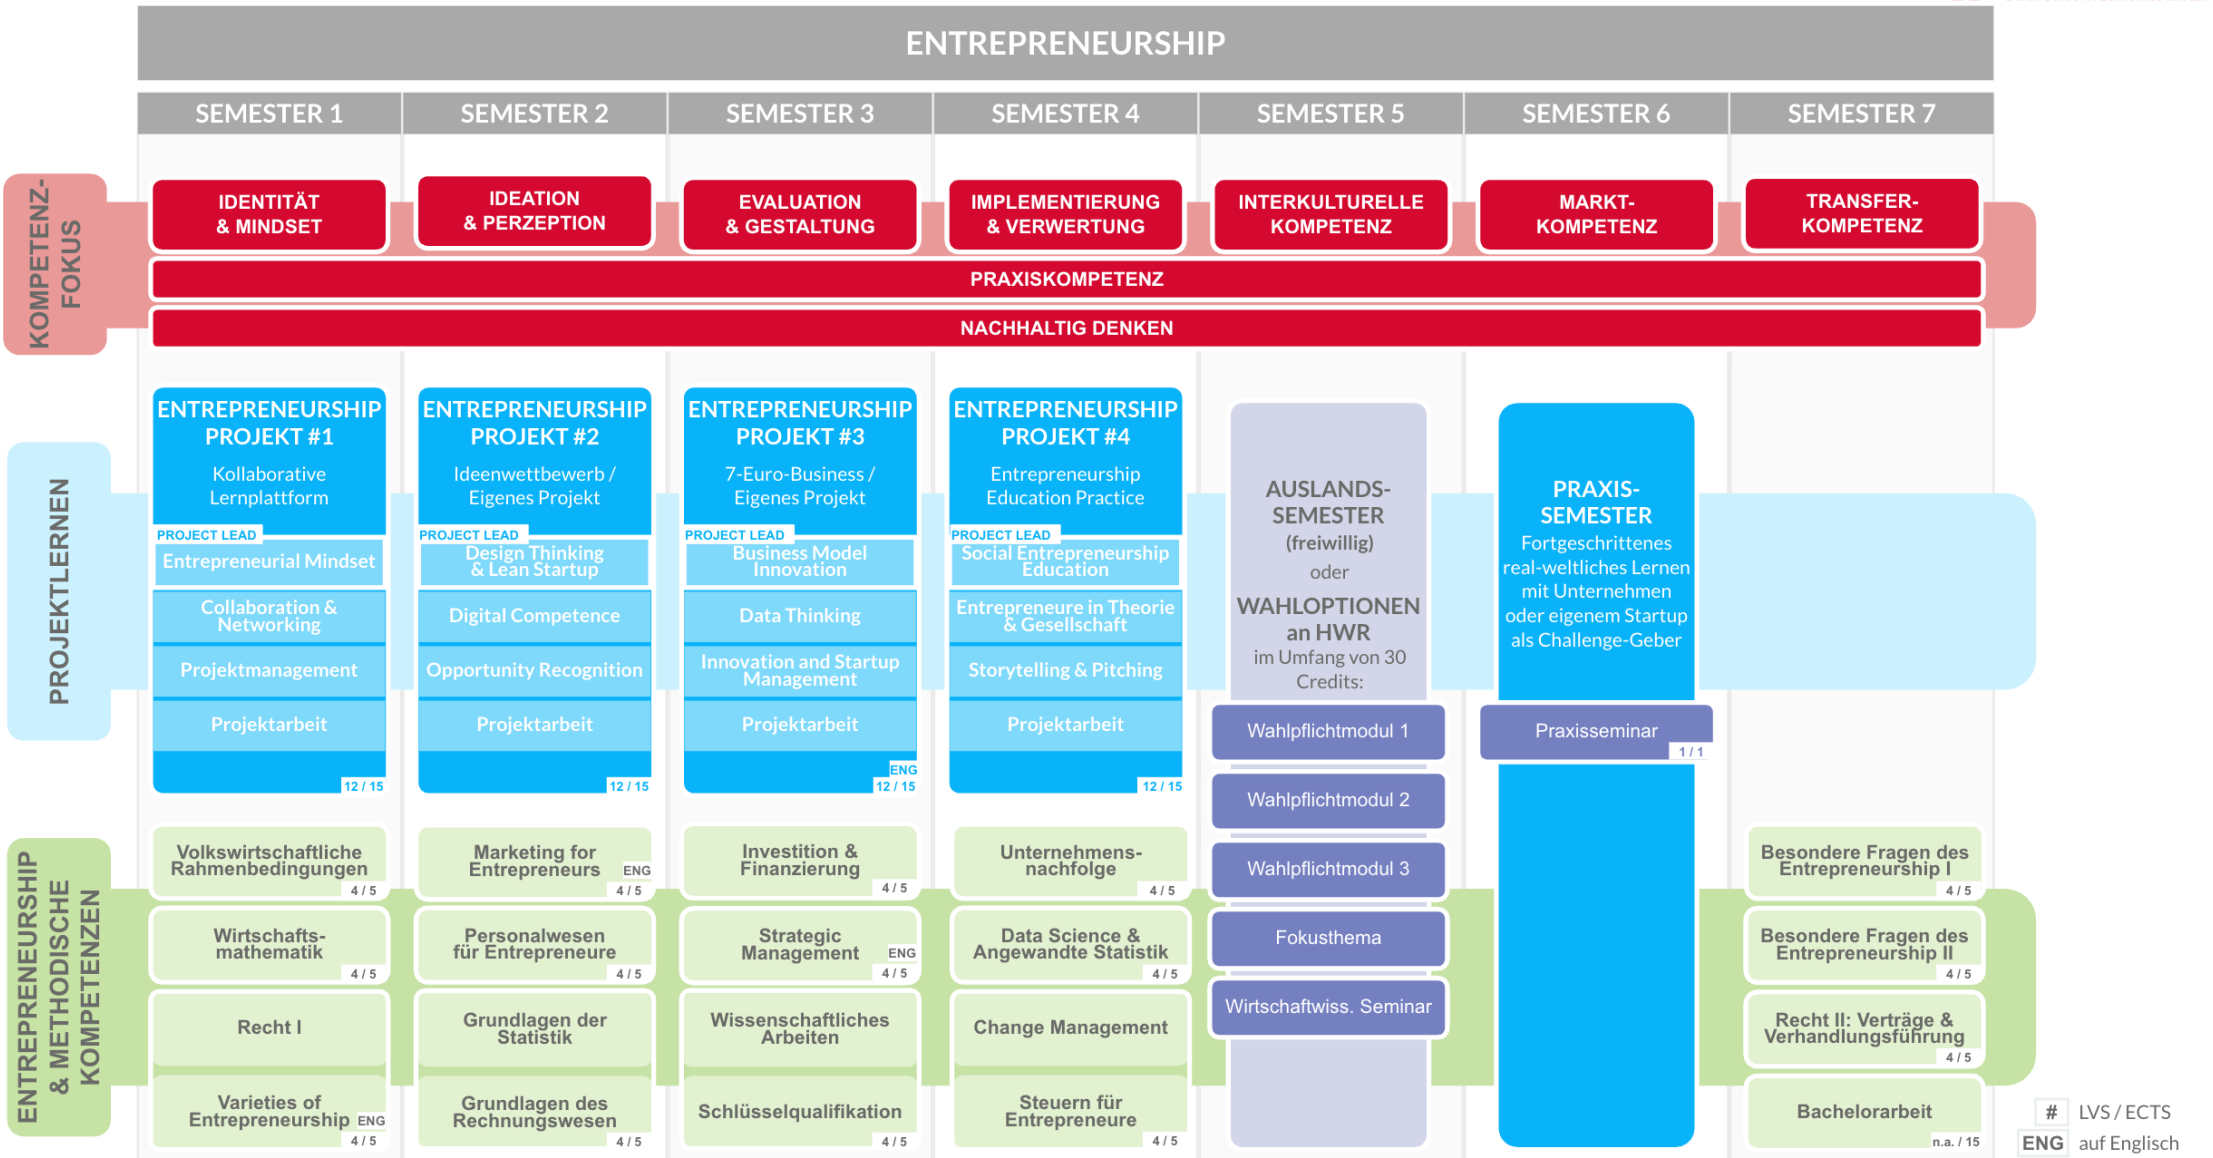 ENTREPRENEURSHIP
SEMESTER 1
SEMESTER 2
SEMESTER 3
SEMESTER 4
SEMESTER 5
SEMESTER 6
SEMESTER 7
KOMPETENZ-
FOKUS
IDENTITÄT
& MINDSET
IDEATION
& PERZEPTION
EVALUATION
& GESTALTUNG
IMPLEMENTIERUNG
& VERWERTUNG
INTERKULTURELLE
KOMPETENZ
MARKT-
KOMPETENZ
TRANSFER-
KOMPETENZ
PRAXISKOMPETENZ
NACHHALTIG DENKEN
PROJEKTLERNEN
ENTREPRENEURSHIP
PROJEKT #1
Kollaborative
Lernplattform
PROJECT LEAD
Entrepreneurial Mindset
Collaboration &
Networking
Projektmanagement
Projektarbeit
12 / 15
ENTREPRENEURSHIP
PROJEKT #2
Ideenwettbewerb /
Eigenes Projekt
PROJECT LEAD
Design Thinking
& Lean Startup
Digital Competence
Opportunity Recognition
Projektarbeit
12 / 15
ENTREPRENEURSHIP
PROJEKT #3
7-Euro-Business /
Eigenes Projekt
PROJECT LEAD
Business Model
Innovation
Data Thinking
Innovation and Startup
Management
Projektarbeit
ENG
12 / 15
ENTREPRENEURSHIP
PROJEKT #4
Entrepreneurship
Education Practice
PROJECT LEAD
Social Entrepreneurship
Education
Entrepreneure in Theorie
& Gesellschaft
Storytelling & Pitching
Projektarbeit
12 / 15
AUSLANDS-
SEMESTER
(freiwillig)
oder
WAHLOPTIONEN
an HWR
im Umfang von 30
Credits:
Wahlpflichtmodul 1
Wahlpflichtmodul 2
Wahlpflichtmodul 3
Fokusthema
Wirtschaftwiss. Seminar
PRAXIS-
SEMESTER
Fortgeschrittenes
real-weltliches Lernen
mit Unternehmen
oder eigenem Startup
als Challenge-Geber
Praxisseminar
1 / 1
ENTREPRENEURSHIP
& METHODISCHE
KOMPETENZEN
Volkswirtschaftliche
Rahmenbedingungen
4 / 5
Wirtschafts-
mathematik
4 / 5
Recht I
Varieties of
Entrepreneurship
ENG
4 / 5
Marketing for
Entrepreneurs
ENG
4 / 5
Personalwesen
für Entrepreneure
4 / 5
Grundlagen der
Statistik
Grundlagen des
Rechnungswesen
4 / 5
Investition &
Finanzierung
4 / 5
Strategic
Management
ENG
4 / 5
Wissenschaftliches
Arbeiten
Schlüsselqualifikation
4 / 5
Unternehmens-
nachfolge
4 / 5
Data Science &
Angewandte Statistik
4 / 5
Change Management
Steuern für
Entrepreneure
4 / 5
Besondere Fragen des
Entrepreneurship I
4 / 5
Besondere Fragen des
Entrepreneurship II
4 / 5
Recht II: Verträge &
Verhandlungsführung
4 / 5
Bachelorarbeit
n.a. / 15
# LVS / ECTS
ENG auf Englisch